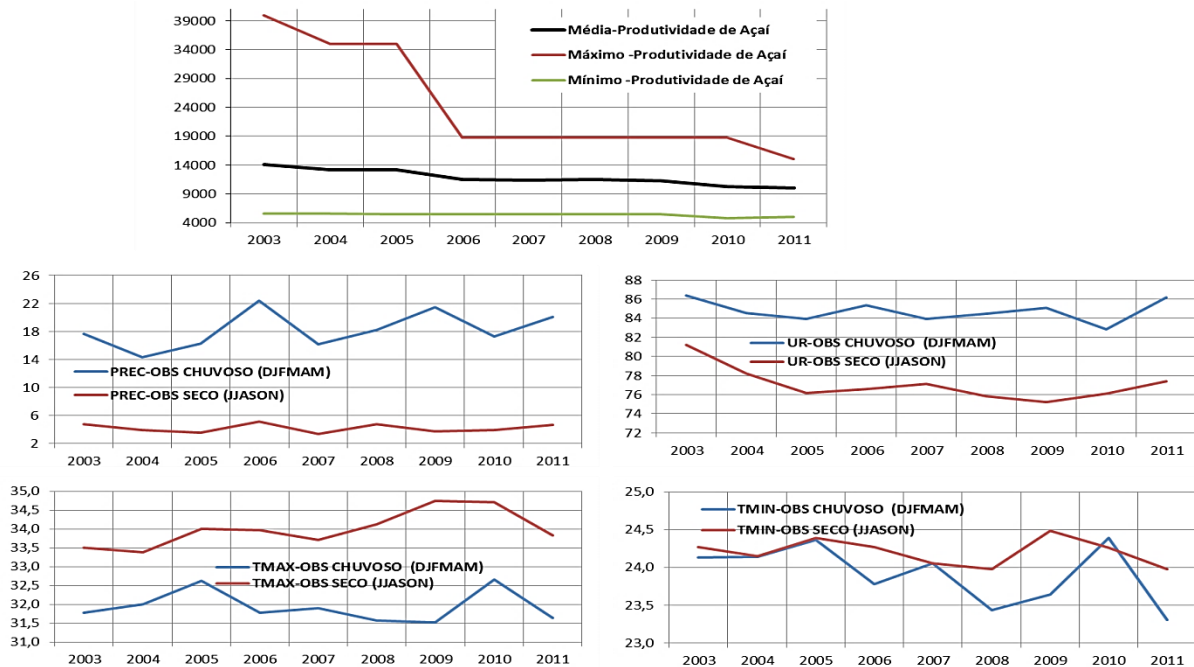 39000
34000
29000
24000
19000
14000
9000
4000
Média-Produtividade de Açaí
Máximo -Produtividade de Açaí
Mínimo -Produtividade de Açaí
2003 2004 2005 2006 2007 2008 2009 2010 2011
26
22
18
14
10
6
2
PREC-OBS CHUVOSO (DJFMAM)
PREC-OBS SECO (JJASON)
2003 2004 2005 2006 2007 2008 2009 2010 2011
88
86
84
82
80
78
76
74
72
UR-OBS CHUVOSO (DJFMAM)
UR-OBS SECO (JJASON)
2003 2004 2005 2006 2007 2008 2009 2010 2011
35,0
34,5
34,0
33,5
33,0
32,5
32,0
31,5
31,0
TMAX-OBS CHUVOSO (DJFMAM)
TMAX-OBS SECO (JJASON)
2003 2004 2005 2006 2007 2008 2009 2010 2011
25,0
24,5
24,0
23,5
23,0
TMIN-OBS CHUVOSO (DJFMAM)
TMIN-OBS SECO (JJASON)
2003 2004 2005 2006 2007 2008 2009 2010 2011